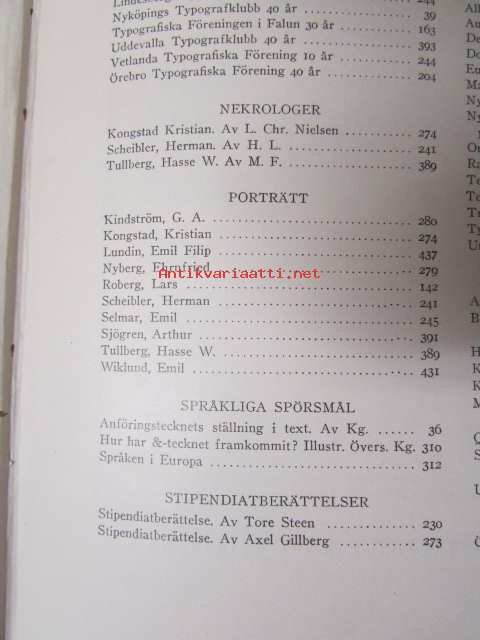 244
Nyköpings Typografklubb 40 år 39
Typografiska Föreningen i Falun 30 år 163
Uddevalla Typografklubb 40 år 393
Vetlanda Typografiska Förening 10 år 244
Örebro Typografiska Förening 40 år 204
NEKROLOGER
Kongstad Kristian. Av L. Chr. Nielsen 274
Scheibler, Herman. Av H. L. 241
Tullberg, Hasse W. Av M. F. 389
PORTRÄTT
Kindström, G. A. 280
Kongstad, Kristian 274
Lundin, Emil Filip 437
Nyberg, Ehrnfried 279
Antikvariaatti.net
Roberg, Lars 142
Scheibler, Herman 241
Selmar, Emil 245
Sjögren, Arthur 391
Tullberg, Hasse W. 389
Wiklund, Emil 431
SPRÅKLIGA SPÖRSMÅL
Anföringstecknets ställning i text. Av Kg. 36
Hur har &-tecknet framkommit? Illustr. Övers. Kg. 310
Språken i Europa 312
STIPENDIATBERÄTTELSER
Stipendiatberättelse. Av Tore Steen 230
Stipendiatberättelse. Av Axel Gillberg 273